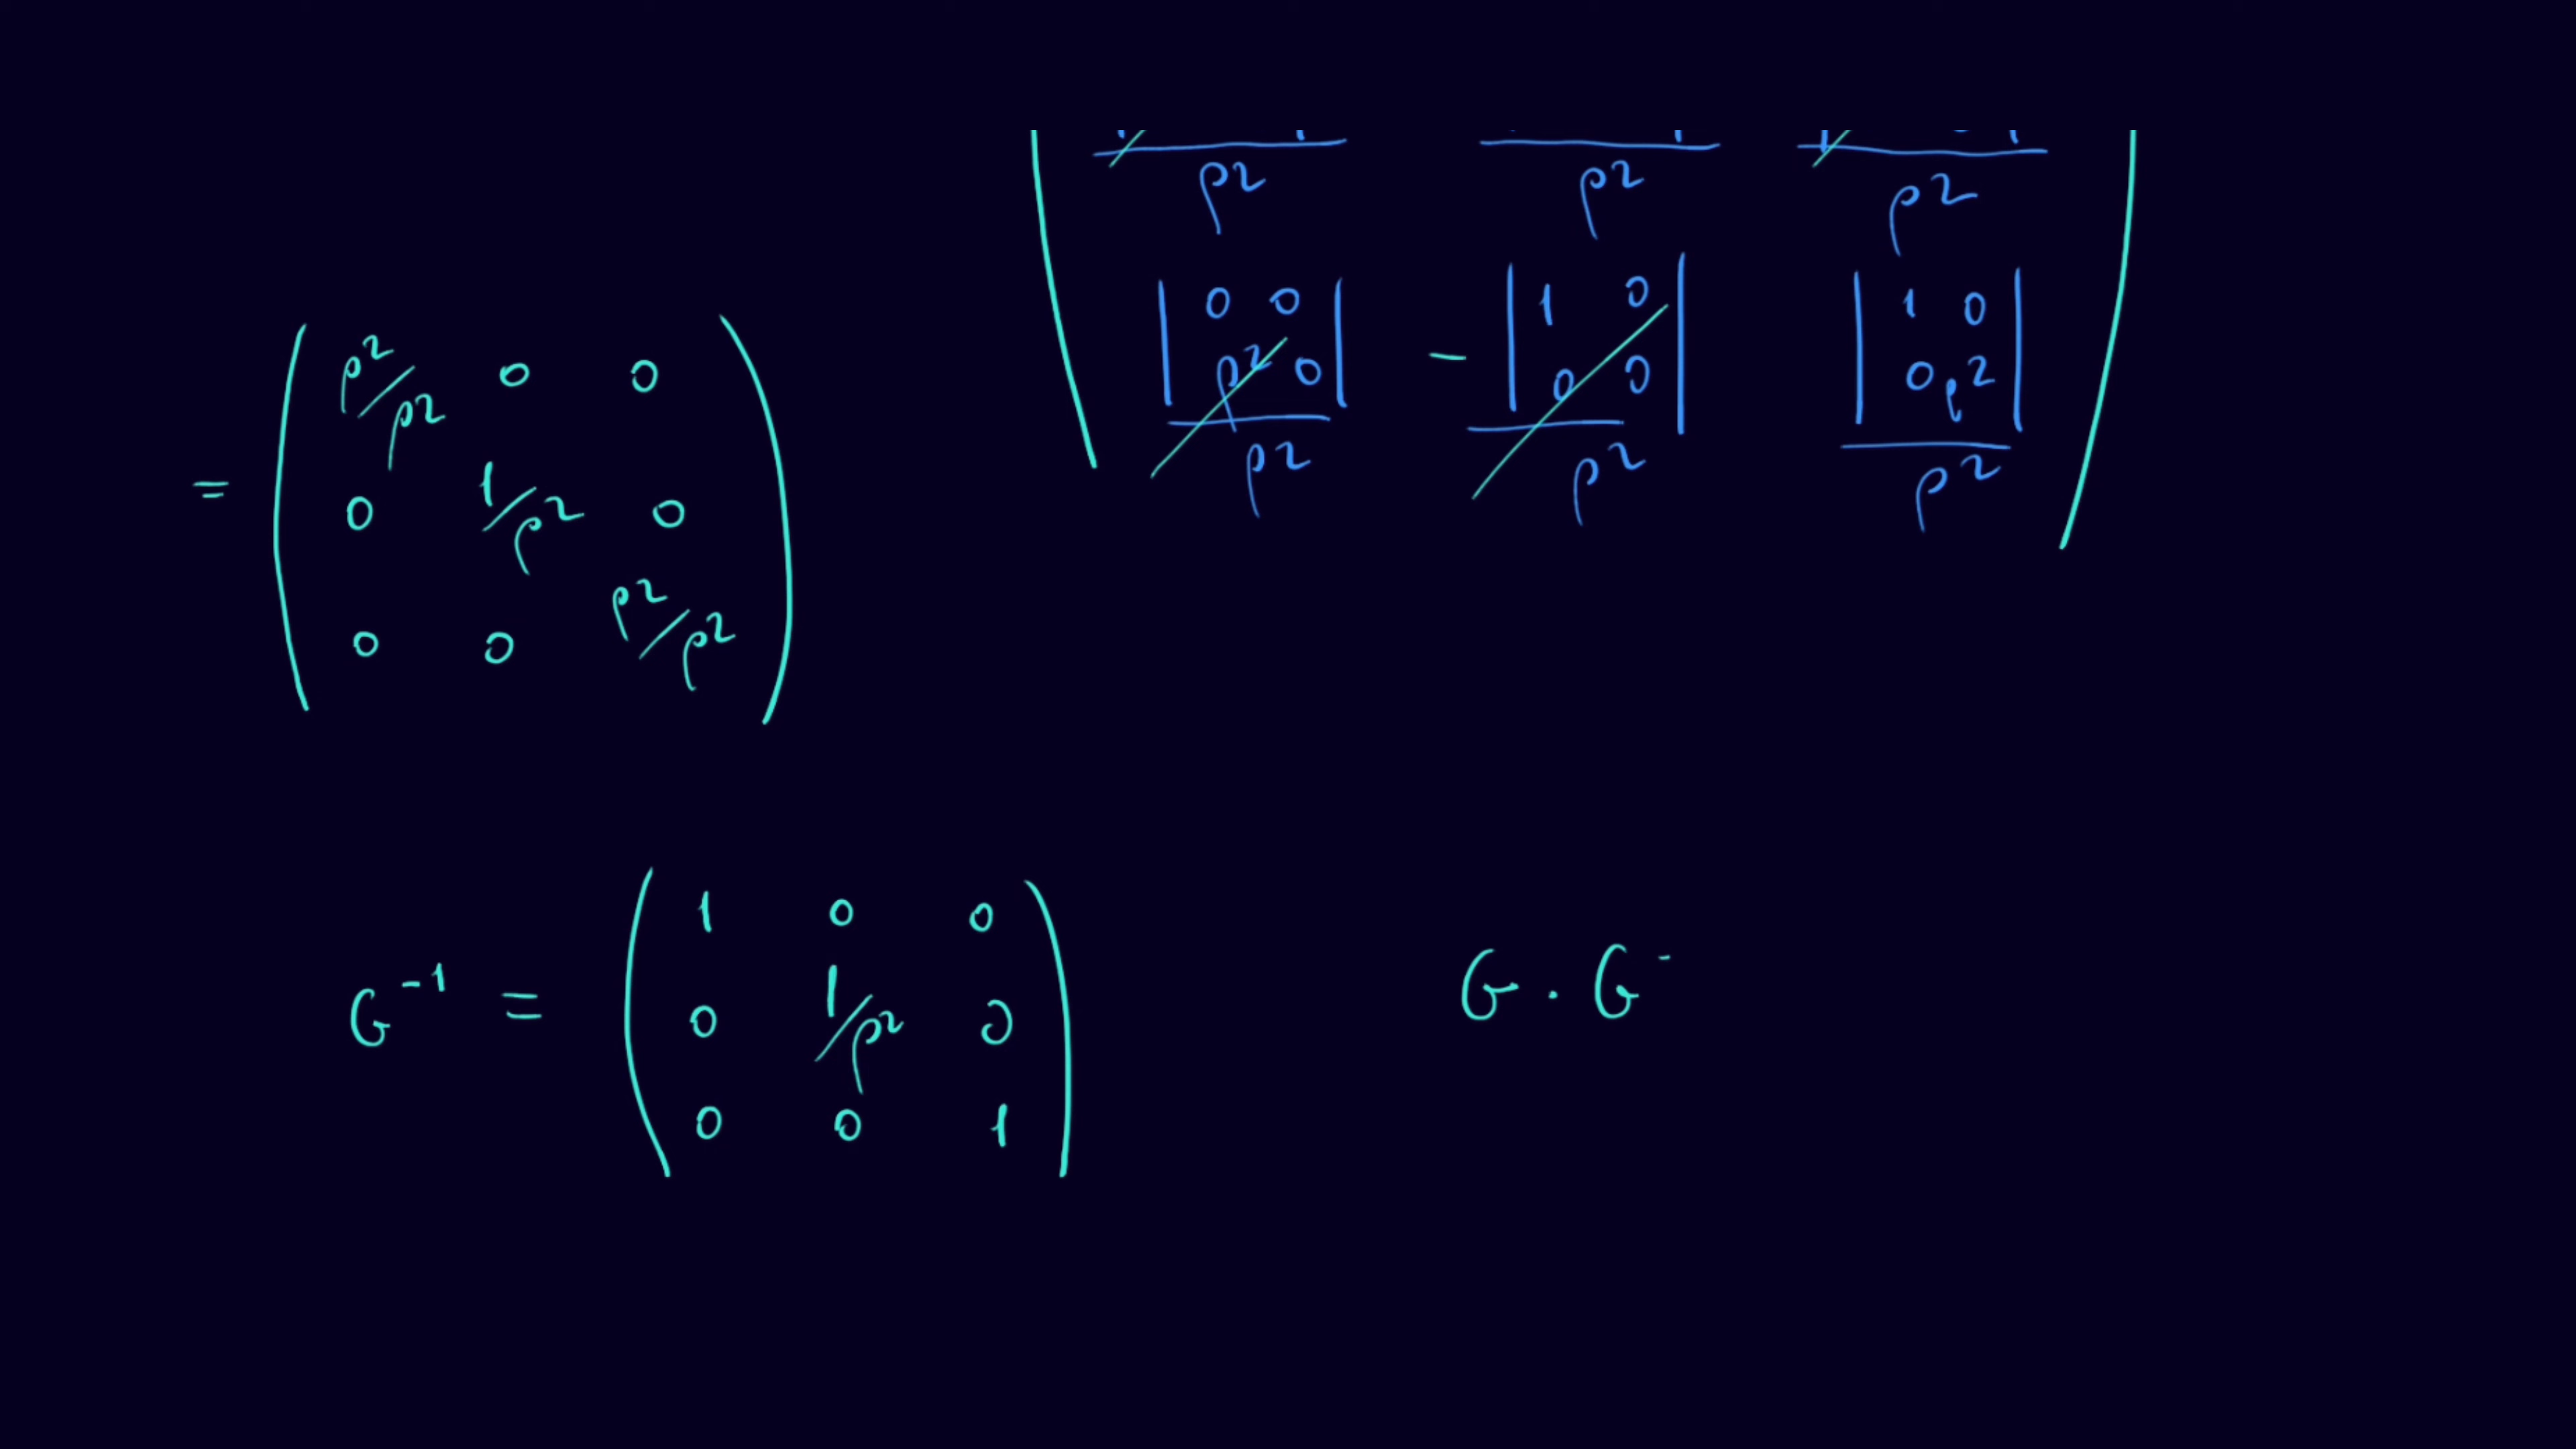 ρ² ρ² ρ²
| 0 0 | - | 1 0 | | 1 0 |
| ρ² 0 | | 0 0 | | 0 ρ² |
ρ² ρ² ρ²
ρ²/ρ² 0 0
= 0 1/ρ² 0
0 0 ρ²/ρ²
1 0 0
G⁻¹ = 0 1/ρ² 0
0 0 1
G · G⁻